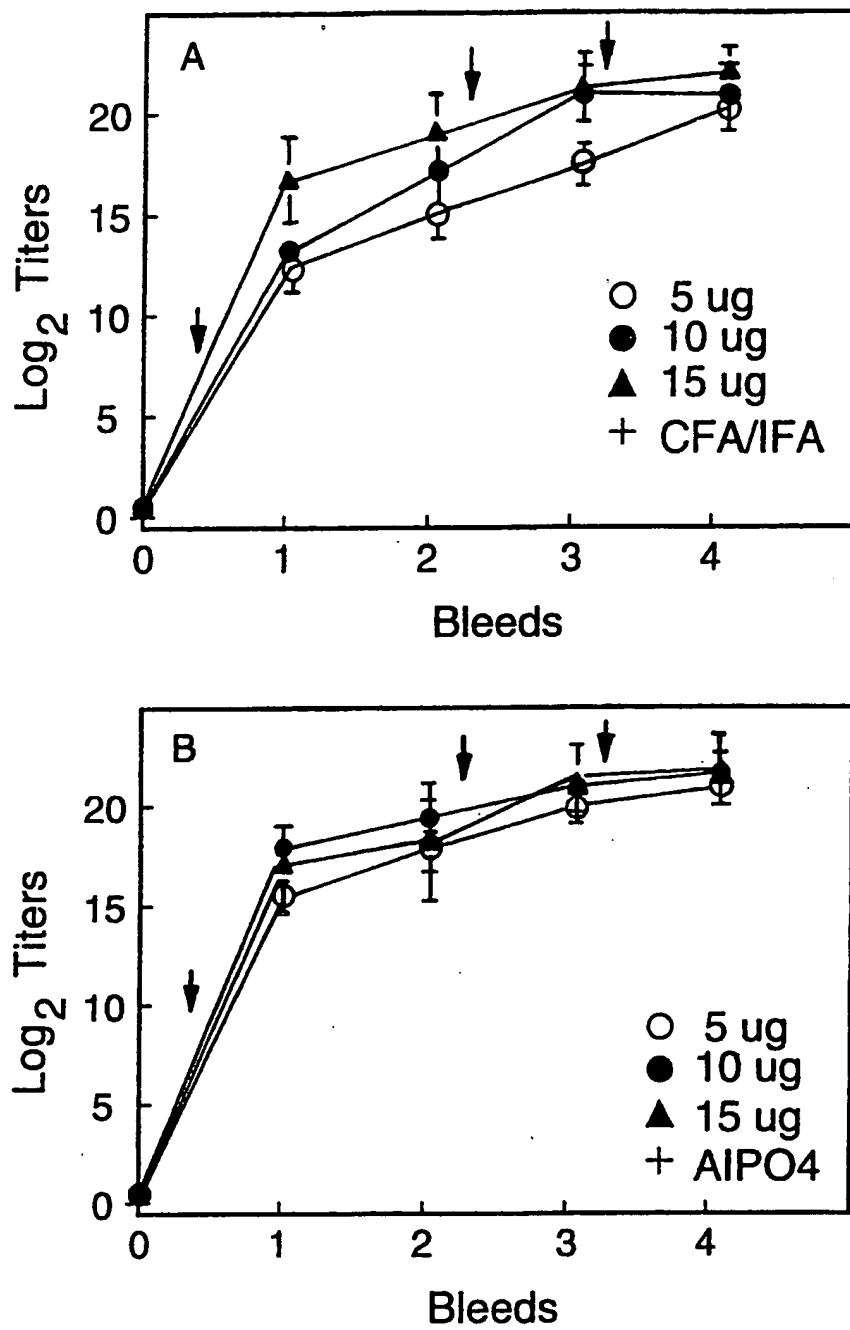 A
20
15
10
5
0
Log2 Titers
○ 5 ug
● 10 ug
▲ 15 ug
+ CFA/IFA
0 1 2 3 4
Bleeds
B
20
15
10
5
0
Log2 Titers
○ 5 ug
● 10 ug
▲ 15 ug
+ AlPO4
0 1 2 3 4
Bleeds